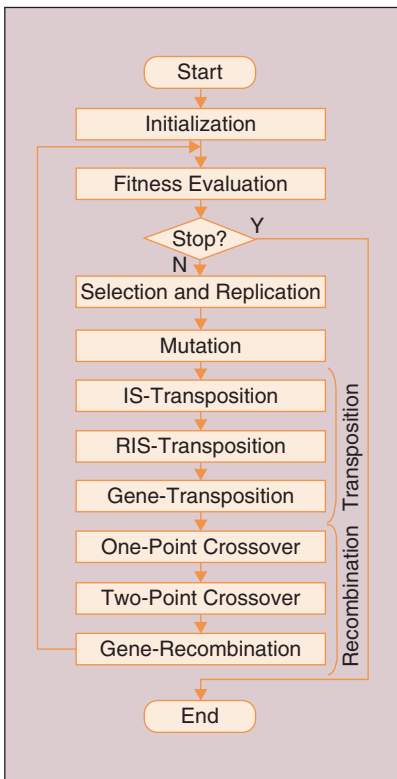 Start
Initialization
Fitness Evaluation
Stop?
Y
N
Selection and Replication
Mutation
IS-Transposition
RIS-Transposition
Gene-Transposition
Transposition
One-Point Crossover
Two-Point Crossover
Gene-Recombination
Recombination
End